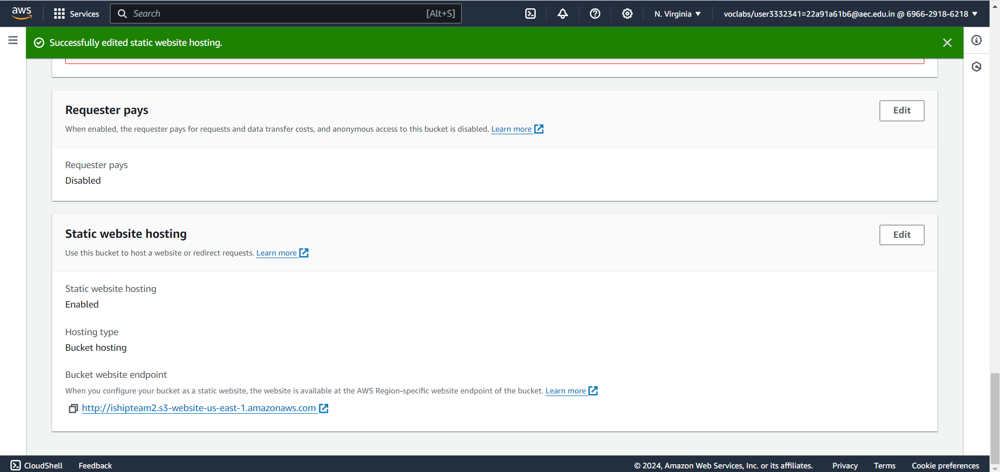 aws
Services
Search [Alt+S]
N. Virginia
voclabs/user3332341=22a91a61b6@aec.edu.in @ 6966-2918-6218
Successfully edited static website hosting.
Requester pays
Edit
When enabled, the requester pays for requests and data transfer costs, and anonymous access to this bucket is disabled. Learn more
Requester pays
Disabled
Static website hosting
Edit
Use this bucket to host a website or redirect requests. Learn more
Static website hosting
Enabled
Hosting type
Bucket hosting
Bucket website endpoint
When you configure your bucket as a static website, the website is available at the AWS Region-specific website endpoint of the bucket. Learn more
http://ishipteam2.s3-website-us-east-1.amazonaws.com
CloudShell Feedback © 2024, Amazon Web Services, Inc. or its affiliates. Privacy Terms Cookie preferences